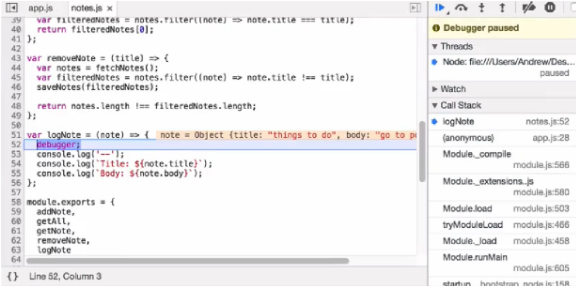 app.js
notes.js ×
39 var filteredNotes = notes.filter((note) => note.title === title);
40 return filteredNotes[0];
41 };
42
43 var removeNote = (title) => {
44 var notes = fetchNotes();
45 var filteredNotes = notes.filter((note) => note.title !== title);
46 saveNotes(filteredNotes);
47
48 return notes.length !== filteredNotes.length;
49 };
50
51 var logNote = (note) => { note = Object {title: "things to do", body: "go to po
52 debugger;
53 console.log('--');
54 console.log(`Title: ${note.title}`);
55 console.log(`Body: ${note.body}`);
56 };
57
58 module.exports = {
59 addNote,
60 getAll,
61 getNote,
62 removeNote,
63 logNote
64
{} Line 52, Column 3
Debugger paused
Threads
Node: file:///Users/Andrew/Des...
paused
Watch
Call Stack
logNote notes.js:52
(anonymous) app.js:28
Module._compile
module.js:566
Module._extensions..js
module.js:580
Module.load module.js:503
tryModuleLoad module.js:466
Module._load module.js:458
Module.runMain
module.js:605
startup bootstrap_node.js:158